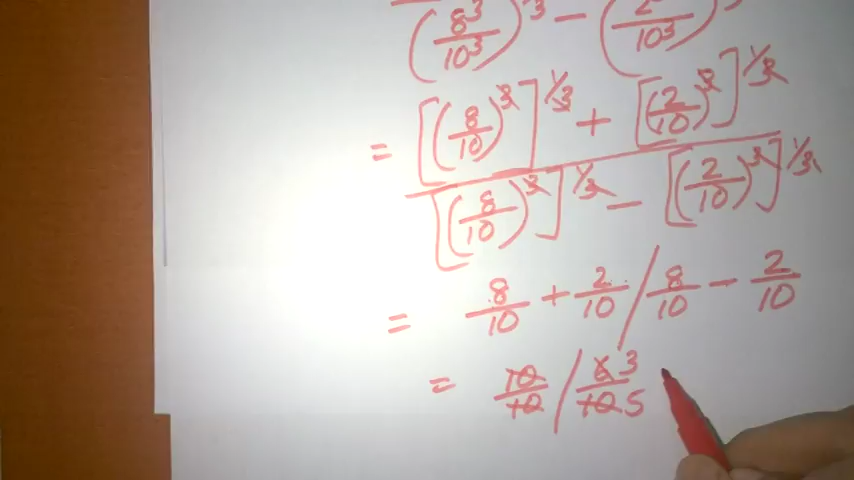 (8³/10³)^1/3 − (2/10³)
= [(8/10)³]^1/3 + [(2/10)³]^1/3
[(8/10)³]^1/3 − [(2/10)³]^1/3
= 8/10 + 2/10 / 8/10 − 2/10
= 10/10 / 6 3/10 5